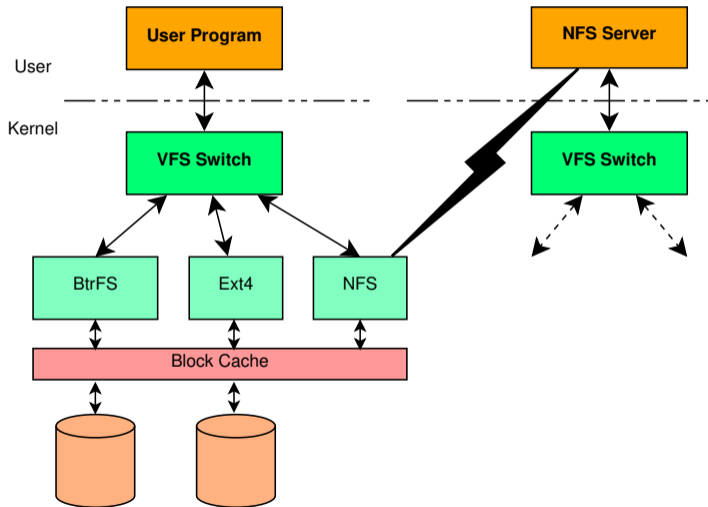 User Program
NFS Server
User
Kernel
VFS Switch
VFS Switch
BtrFS
Ext4
NFS
Block Cache